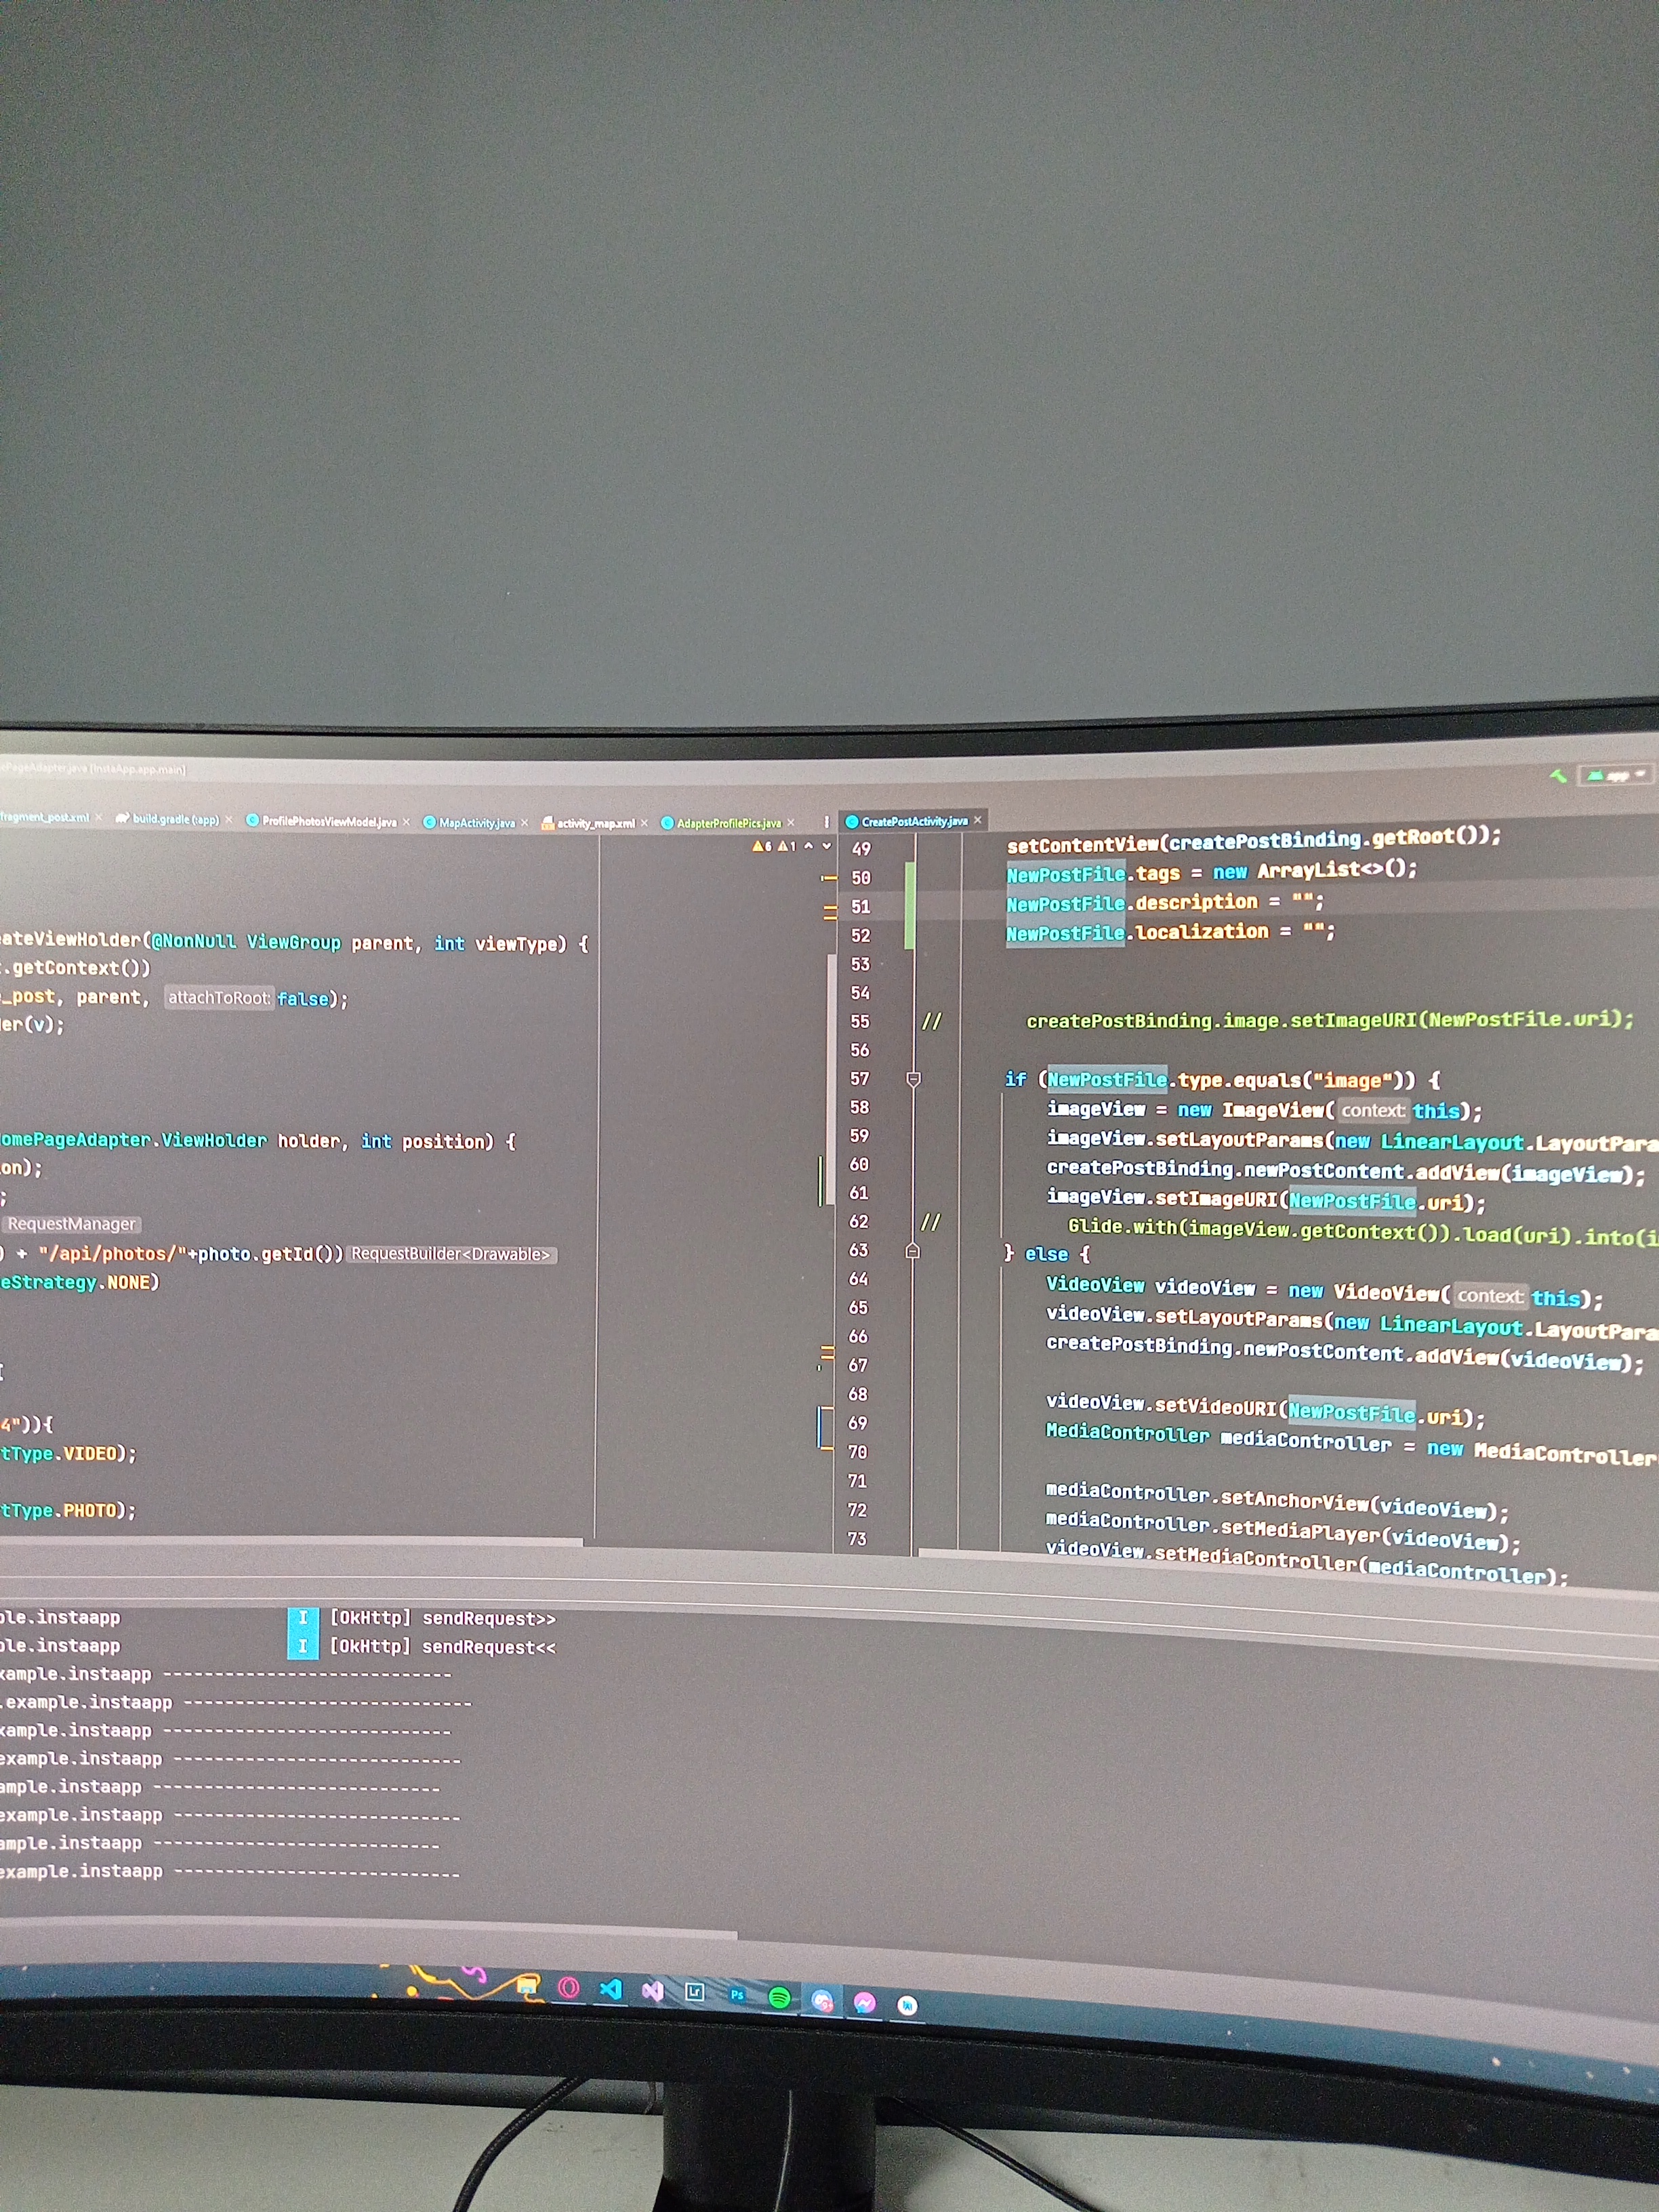 PageAdapter.java [InstaApp.app.main]
app
fragment_post.xml
build.gradle (:app)
ProfilePhotosViewModel.java
MapActivity.java
activity_map.xml
AdapterProfilePics.java
6 1
eateViewHolder(@NonNull ViewGroup parent, int viewType) {
.getContext())
_post, parent, attachToRoot: false);
er(v);
omePageAdapter.ViewHolder holder, int position) {
on);
;
RequestManager
) + "/api/photos/"+photo.getId()) RequestBuilder<Drawable>
eStrategy.NONE)
4")){
tType.VIDEO);
tType.PHOTO);
CreatePostActivity.java
49 setContentView(createPostBinding.getRoot());
50 NewPostFile.tags = new ArrayList<>();
51 NewPostFile.description = "";
52 NewPostFile.localization = "";
53
54
55 // createPostBinding.image.setImageURI(NewPostFile.uri);
56
57 if (NewPostFile.type.equals("image")) {
58 imageView = new ImageView( context: this);
59 imageView.setLayoutParams(new LinearLayout.LayoutPara
60 createPostBinding.newPostContent.addView(imageView);
61 imageView.setImageURI(NewPostFile.uri);
62 // Glide.with(imageView.getContext()).load(uri).into(i
63 } else {
64 VideoView videoView = new VideoView( context: this);
65 videoView.setLayoutParams(new LinearLayout.LayoutPara
66 createPostBinding.newPostContent.addView(videoView);
67
68 videoView.setVideoURI(NewPostFile.uri);
69 MediaController mediaController = new MediaController
70
71 mediaController.setAnchorView(videoView);
72 mediaController.setMediaPlayer(videoView);
73 videoView.setMediaController(mediaController);
ple.instaapp I [OkHttp] sendRequest>>
ple.instaapp I [OkHttp] sendRequest<<
xample.instaapp ----------------------------
.example.instaapp ----------------------------
xample.instaapp ----------------------------
example.instaapp ----------------------------
ample.instaapp ----------------------------
example.instaapp ----------------------------
ample.instaapp ----------------------------
example.instaapp ----------------------------
Lr
Ps